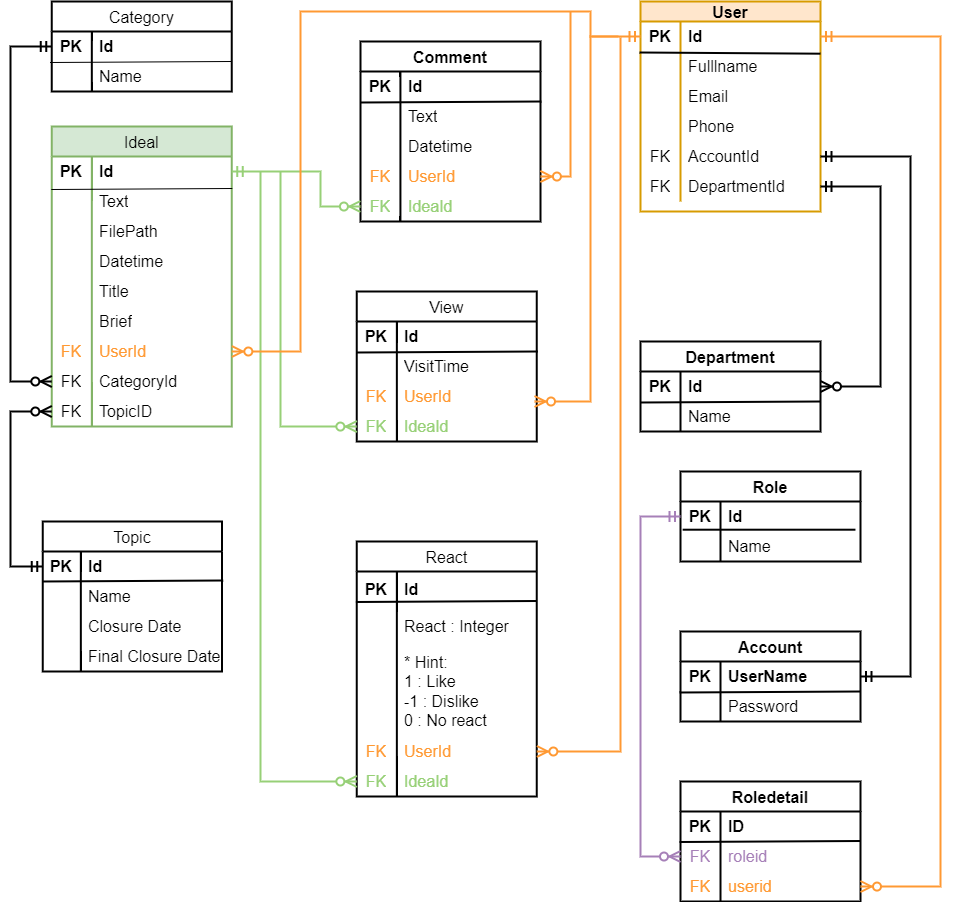 Category
PK Id
Name
Ideal
PK Id
Text
FilePath
Datetime
Title
Brief
FK UserId
FK CategoryId
FK TopicID
Topic
PK Id
Name
Closure Date
Final Closure Date
Comment
PK Id
Text
Datetime
FK UserId
FK IdeaId
View
PK Id
VisitTime
FK UserId
FK IdeaId
React
PK Id
React : Integer
* Hint:
1 : Like
-1 : Dislike
0 : No react
FK UserId
FK IdeaId
User
PK Id
Fulllname
Email
Phone
FK AccountId
FK DepartmentId
Department
PK Id
Name
Role
PK Id
Name
Account
PK UserName
Password
Roledetail
PK ID
FK roleid
FK userid